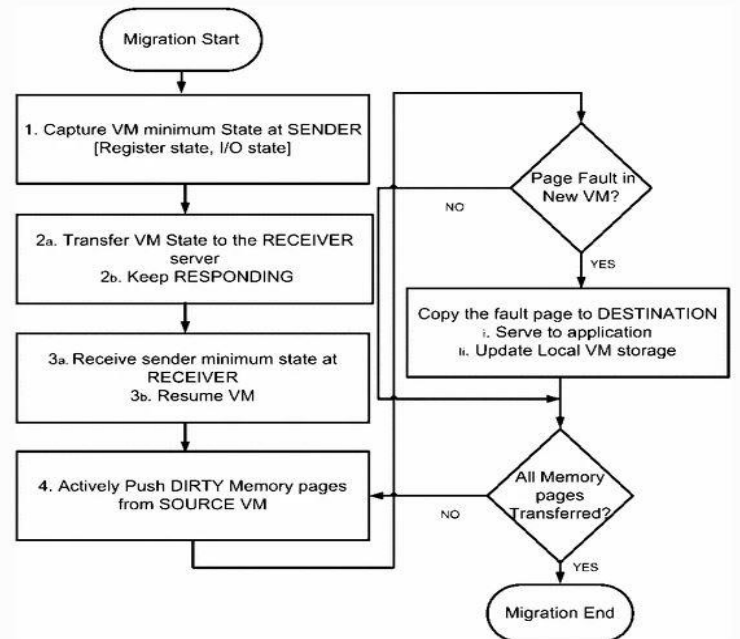 Migration Start
1. Capture VM minimum State at SENDER
[Register state, I/O state]
2a. Transfer VM State to the RECEIVER
server
2b. Keep RESPONDING
3a. Receive sender minimum state at
RECEIVER
3b. Resume VM
4. Actively Push DIRTY Memory pages
from SOURCE VM
Page Fault in
New VM?
NO
YES
Copy the fault page to DESTINATION
i. Serve to application
ii. Update Local VM storage
All Memory
pages
Transferred?
NO
YES
Migration End